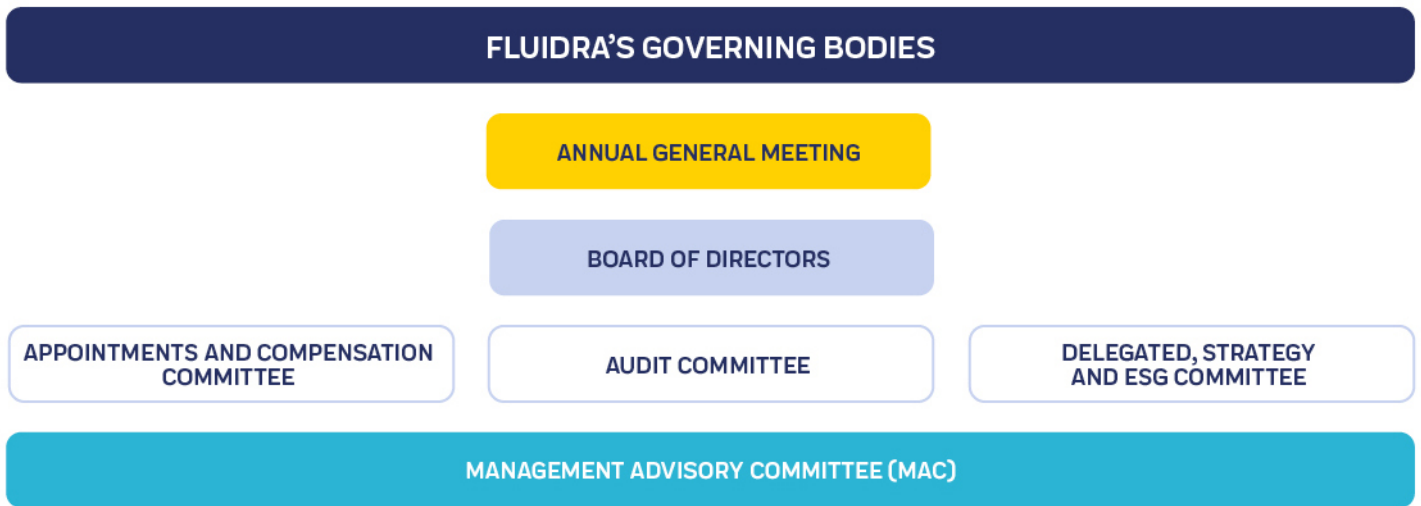 FLUIDRA’S GOVERNING BODIES
ANNUAL GENERAL MEETING
BOARD OF DIRECTORS
APPOINTMENTS AND COMPENSATION
COMMITTEE
AUDIT COMMITTEE
DELEGATED, STRATEGY
AND ESG COMMITTEE
MANAGEMENT ADVISORY COMMITTEE (MAC)